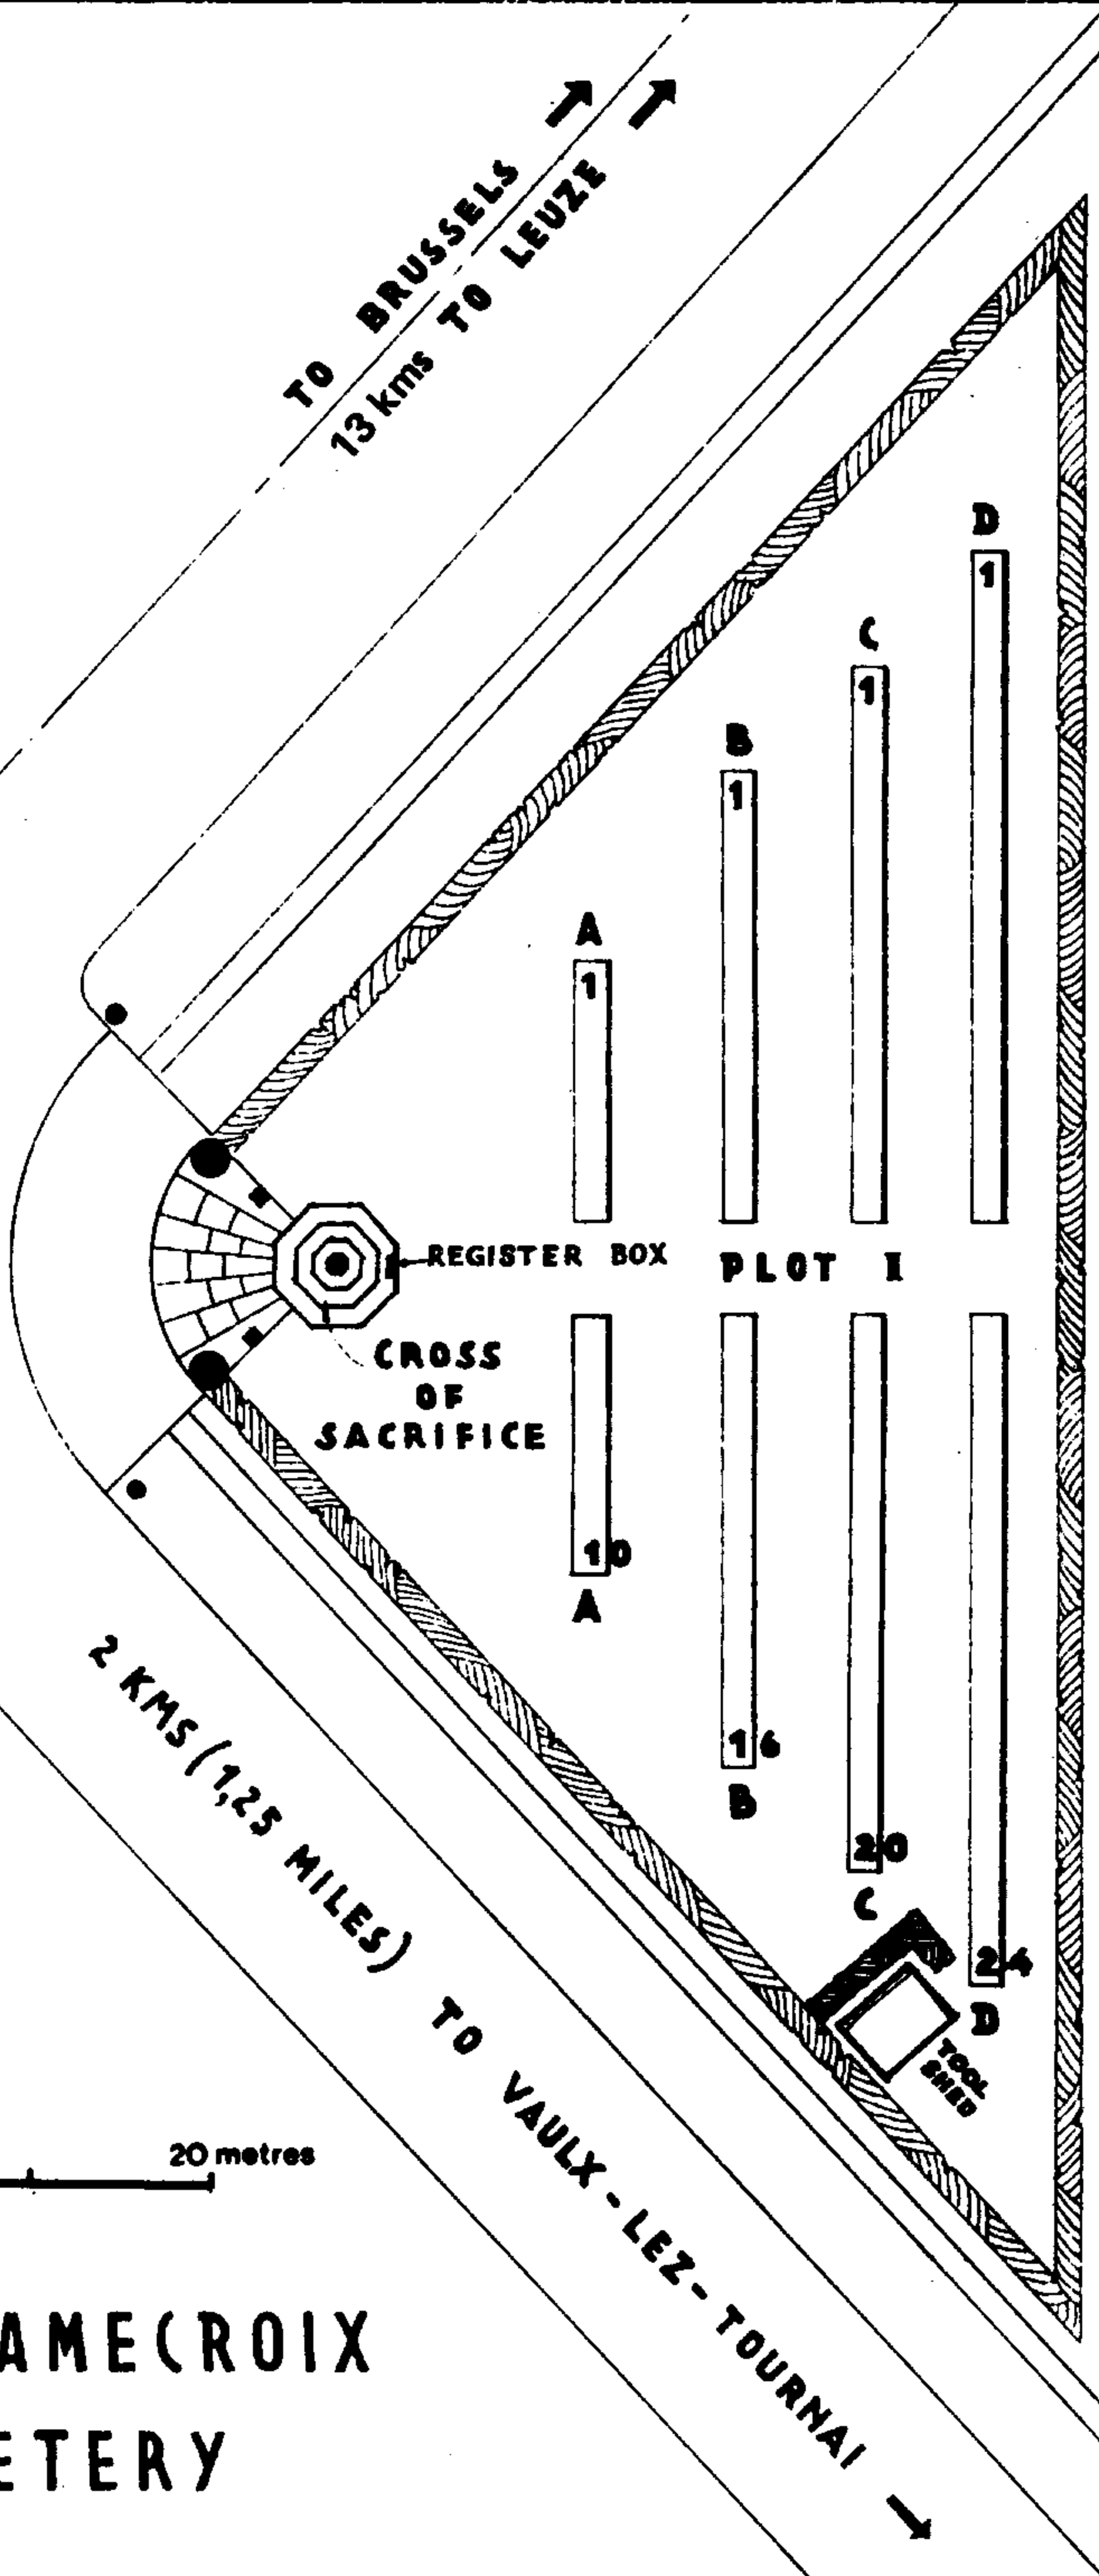 TO BRUSSELS
13 kms TO LEUZE
D
1
C
1
B
1
A
1
REGISTER BOX
PLOT I
CROSS
OF
SACRIFICE
10
A
16
B
20
C
24
D
TOOL
SHED
2 KMS (1,25 MILES) TO VAULX-LEZ-TOURNAI
20 metres
AMECROIX
ETERY